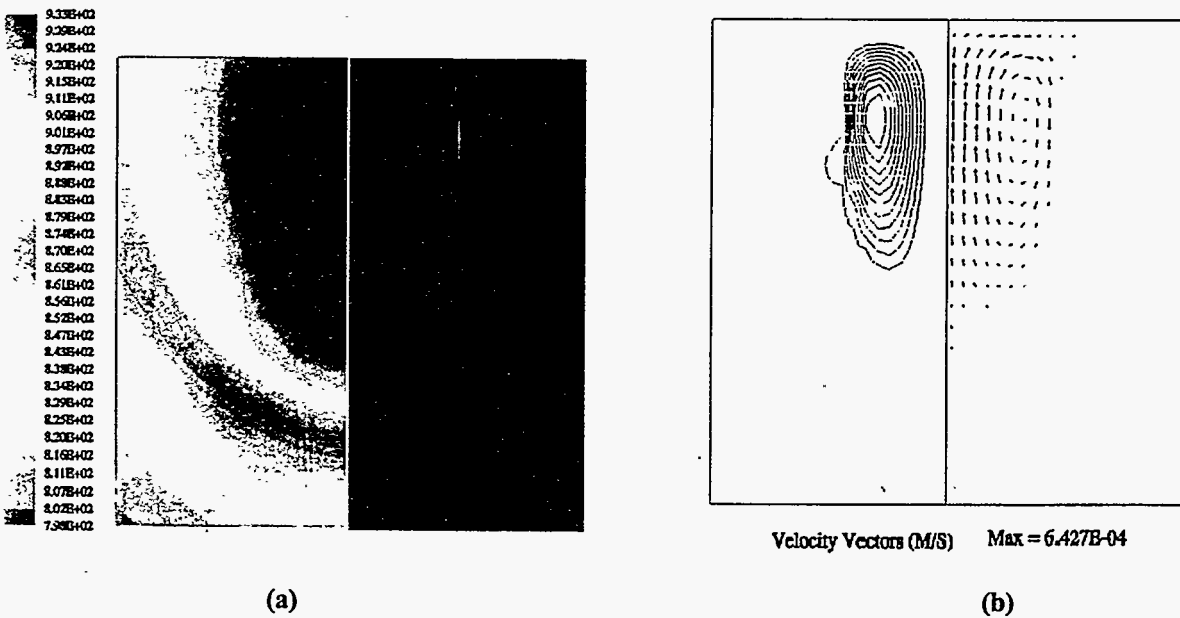 9.33E+02
9.29E+02
9.24E+02
9.20E+02
9.15E+02
9.11E+02
9.06E+02
9.01E+02
8.97E+02
8.92E+02
8.88E+02
8.83E+02
8.79E+02
8.74E+02
8.70E+02
8.65E+02
8.61E+02
8.56E+02
8.52E+02
8.47E+02
8.43E+02
8.38E+02
8.34E+02
8.29E+02
8.25E+02
8.20E+02
8.16E+02
8.11E+02
8.07E+02
8.02E+02
7.98E+02
Velocity Vectors (M/S) Max = 6.427E-04
(a)
(b)